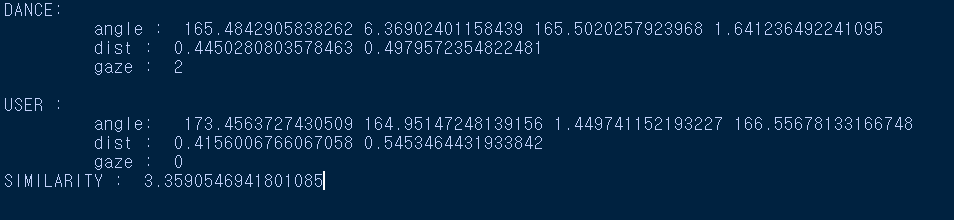 DANCE:
angle :  165.4842905838262 6.36902401158439 165.5020257923968 1.641236492241095
dist : 0.4450280803578463 0.4979572354822481
gaze :  2
USER :
angle:  173.4563727430509 164.95147248139156 1.449741152193227 166.55678133166748
dist : 0.4156006766067058 0.5453464431933842
gaze :  0
SIMILARITY :  3.3590546941801085